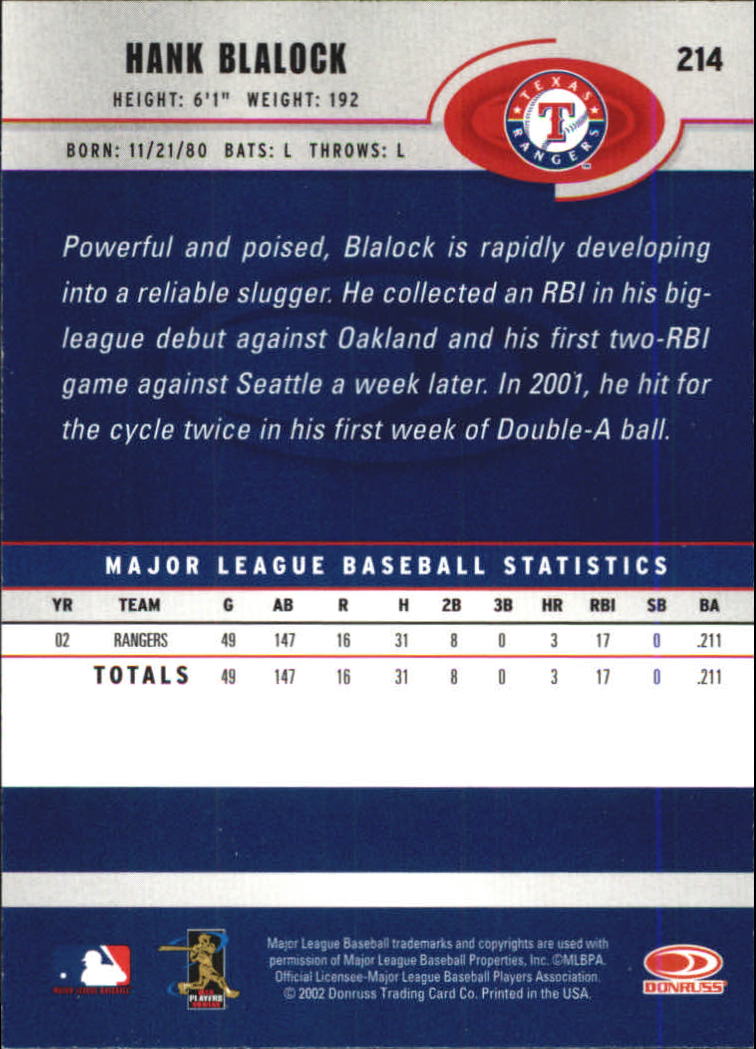 HANK BLALOCK
214
HEIGHT: 6'1" WEIGHT: 192
BORN: 11/21/80 BATS: L THROWS: L
TEXAS
T
RANGERS
Powerful and poised, Blalock is rapidly developing
into a reliable slugger. He collected an RBI in his big-
league debut against Oakland and his first two-RBI
game against Seattle a week later. In 2001, he hit for
the cycle twice in his first week of Double-A ball.
MAJOR LEAGUE BASEBALL STATISTICS
YR TEAM G AB R H 2B 3B HR RBI SB BA
02 RANGERS 49 147 16 31 8 0 3 17 0 .211
TOTALS 49 147 16 31 8 0 3 17 0 .211
Major League Baseball trademarks and copyrights are used with
permission of Major League Baseball Properties, Inc. ©MLBPA.
Official Licensee-Major League Baseball Players Association.
© 2002 Donruss Trading Card Co. Printed in the USA.
MAJOR LEAGUE BASEBALL
PLAYERS
DONRUSS